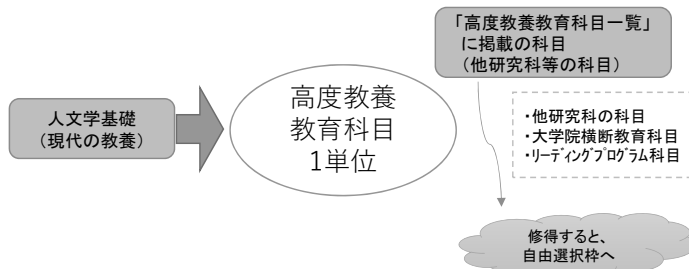 「高度教養教育科目一覧」
に掲載の科目
(他研究科等の科目)
人文学基礎
(現代の教養)
高度教養
教育科目
1単位
・他研究科の科目
・大学院横断教育科目
・リーディングプログラム科目
修得すると、
自由選択枠へ